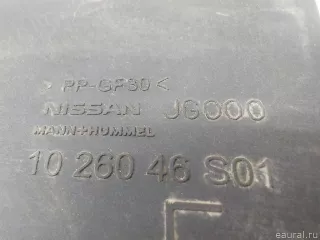 >PP-GF30<
NISSAN JG000
MANN+HUMMEL
10 260 46 S01
eaural.ru